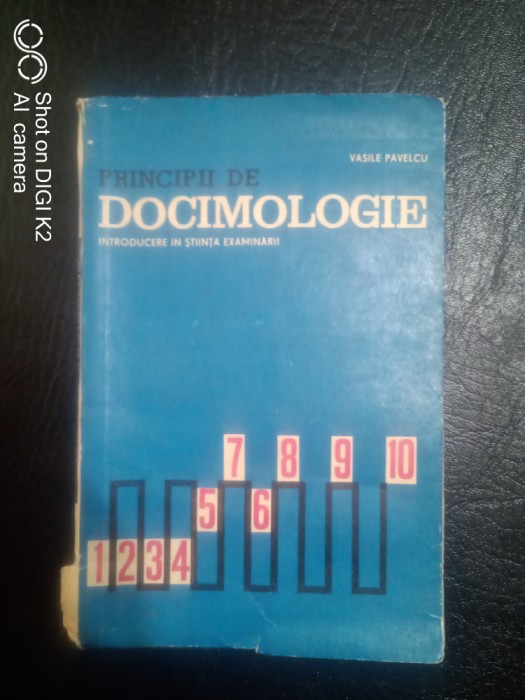 VASILE PAVELCU
PRINCIPII DE
DOCIMOLOGIE
INTRODUCERE IN ȘTIINȚA EXAMINĂRII
7 8 9 10
5 6
1 2 3 4
Shot on DIGI K2
AI camera